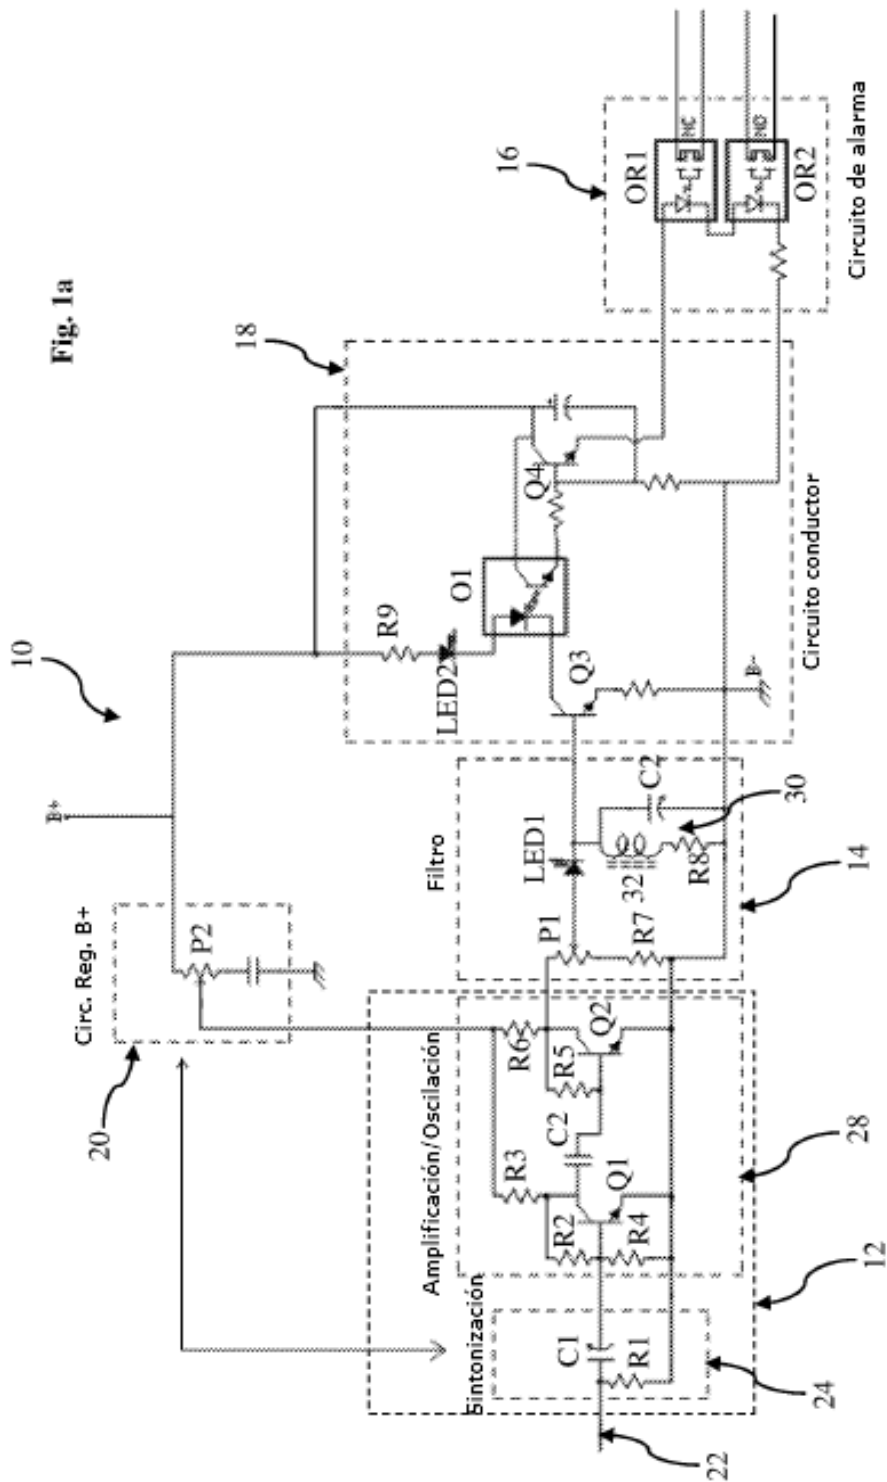 Fig. 1a
10
B+
Circ. Reg. B+
P2
20
18
R9
LED2
O1
Q4
Q3
B-
Circuito conductor
16
OR1
NC
NO
OR2
Circuito de alarma
Filtro
P1
LED1
R7
32
R8
C2
30
14
Amplificación/Oscilación
R3
R6
C2
R5
Q2
R2
Q1
R4
28
12
Sintonización
C1
R1
24
22